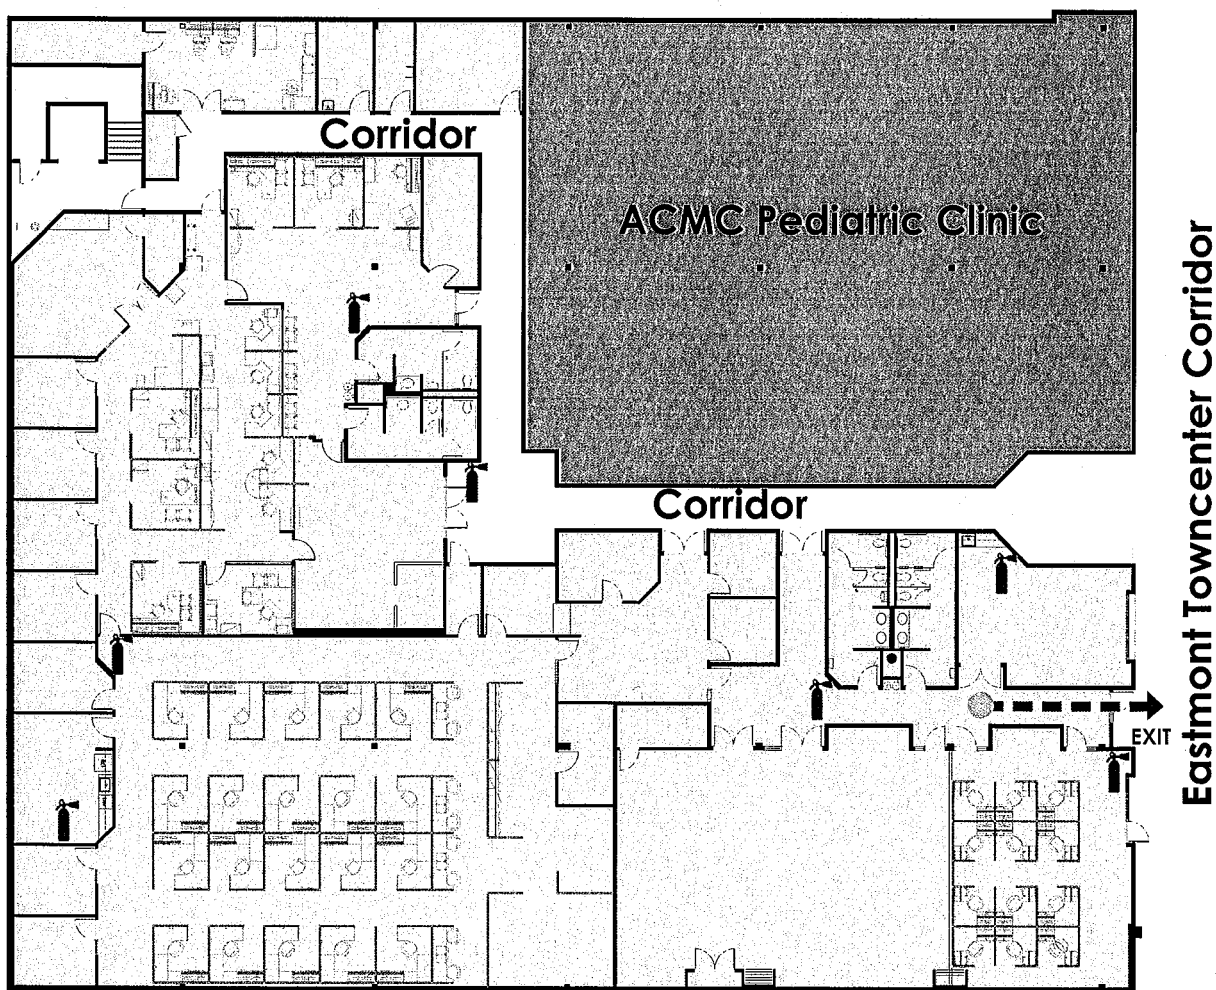 Corridor
ACMC Pediatric Clinic
Eastmont Towncenter Corridor
Corridor
EXIT